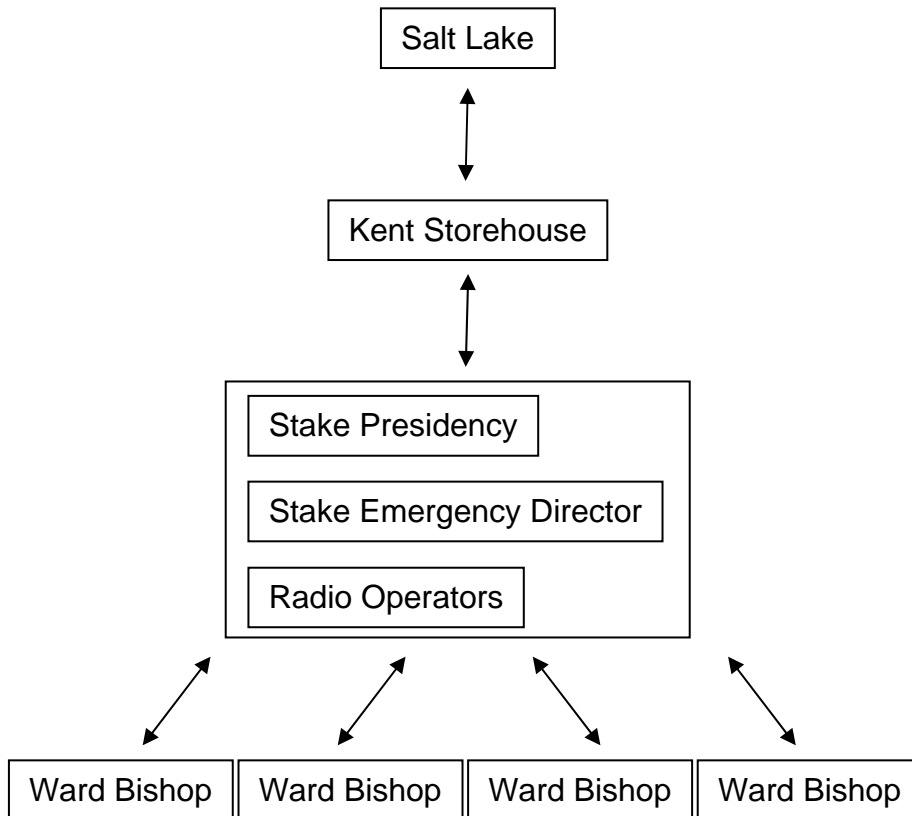 Salt Lake
Kent Storehouse
Stake Presidency
Stake Emergency Director
Radio Operators
Ward Bishop Ward Bishop Ward Bishop Ward Bishop